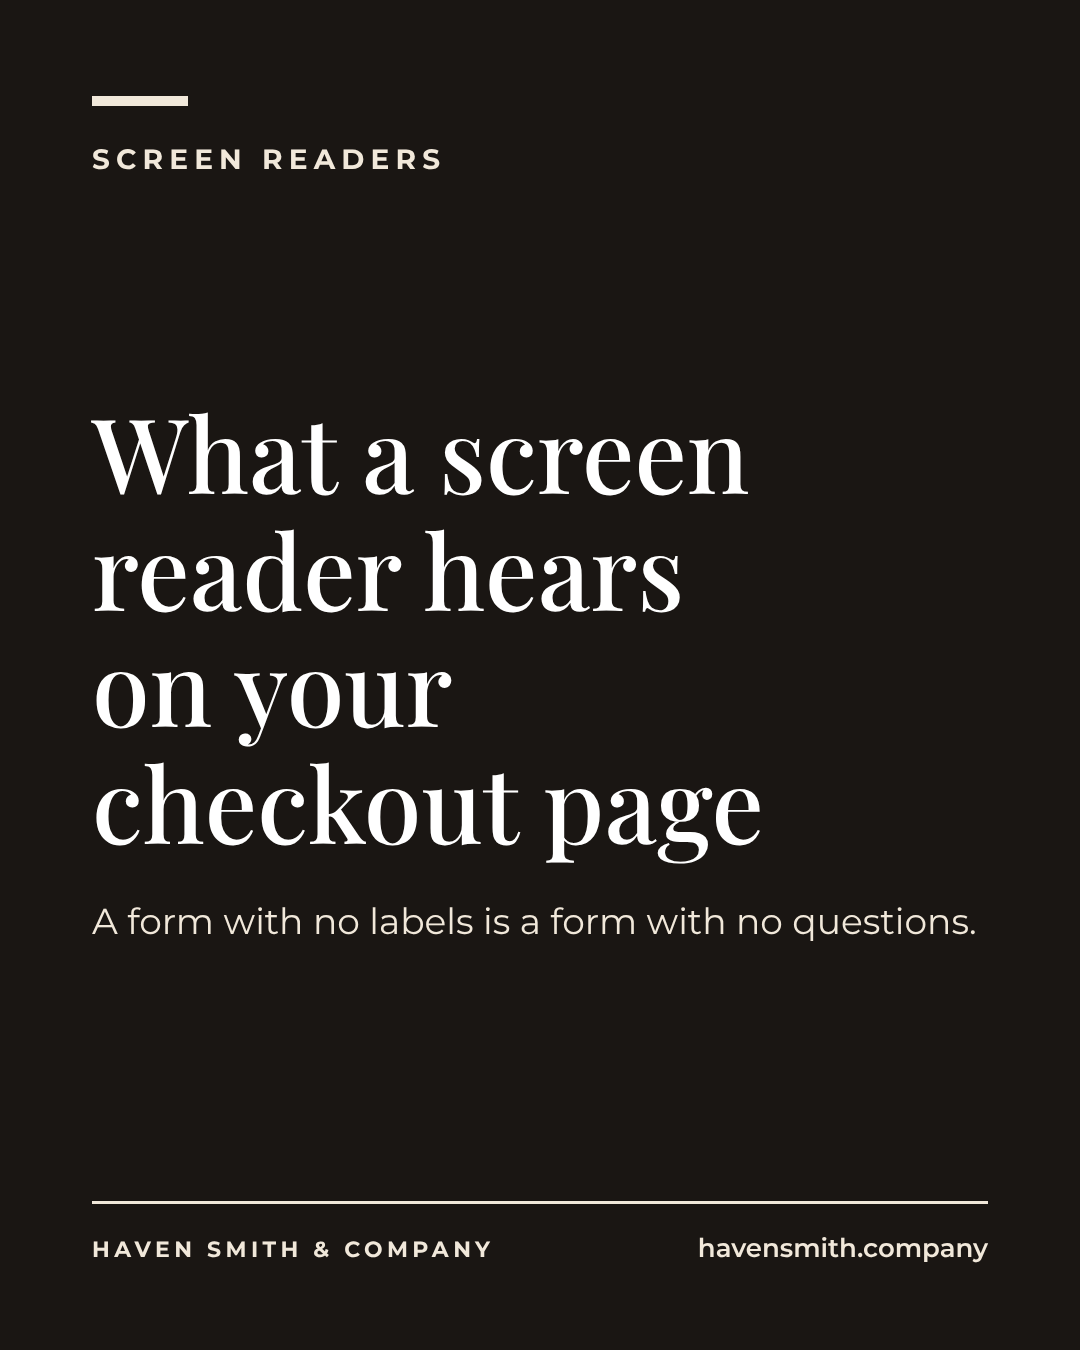 SCREEN READERS
What a screen
reader hears
on your
checkout page
A form with no labels is a form with no questions.
HAVEN SMITH & COMPANY
havensmith.company